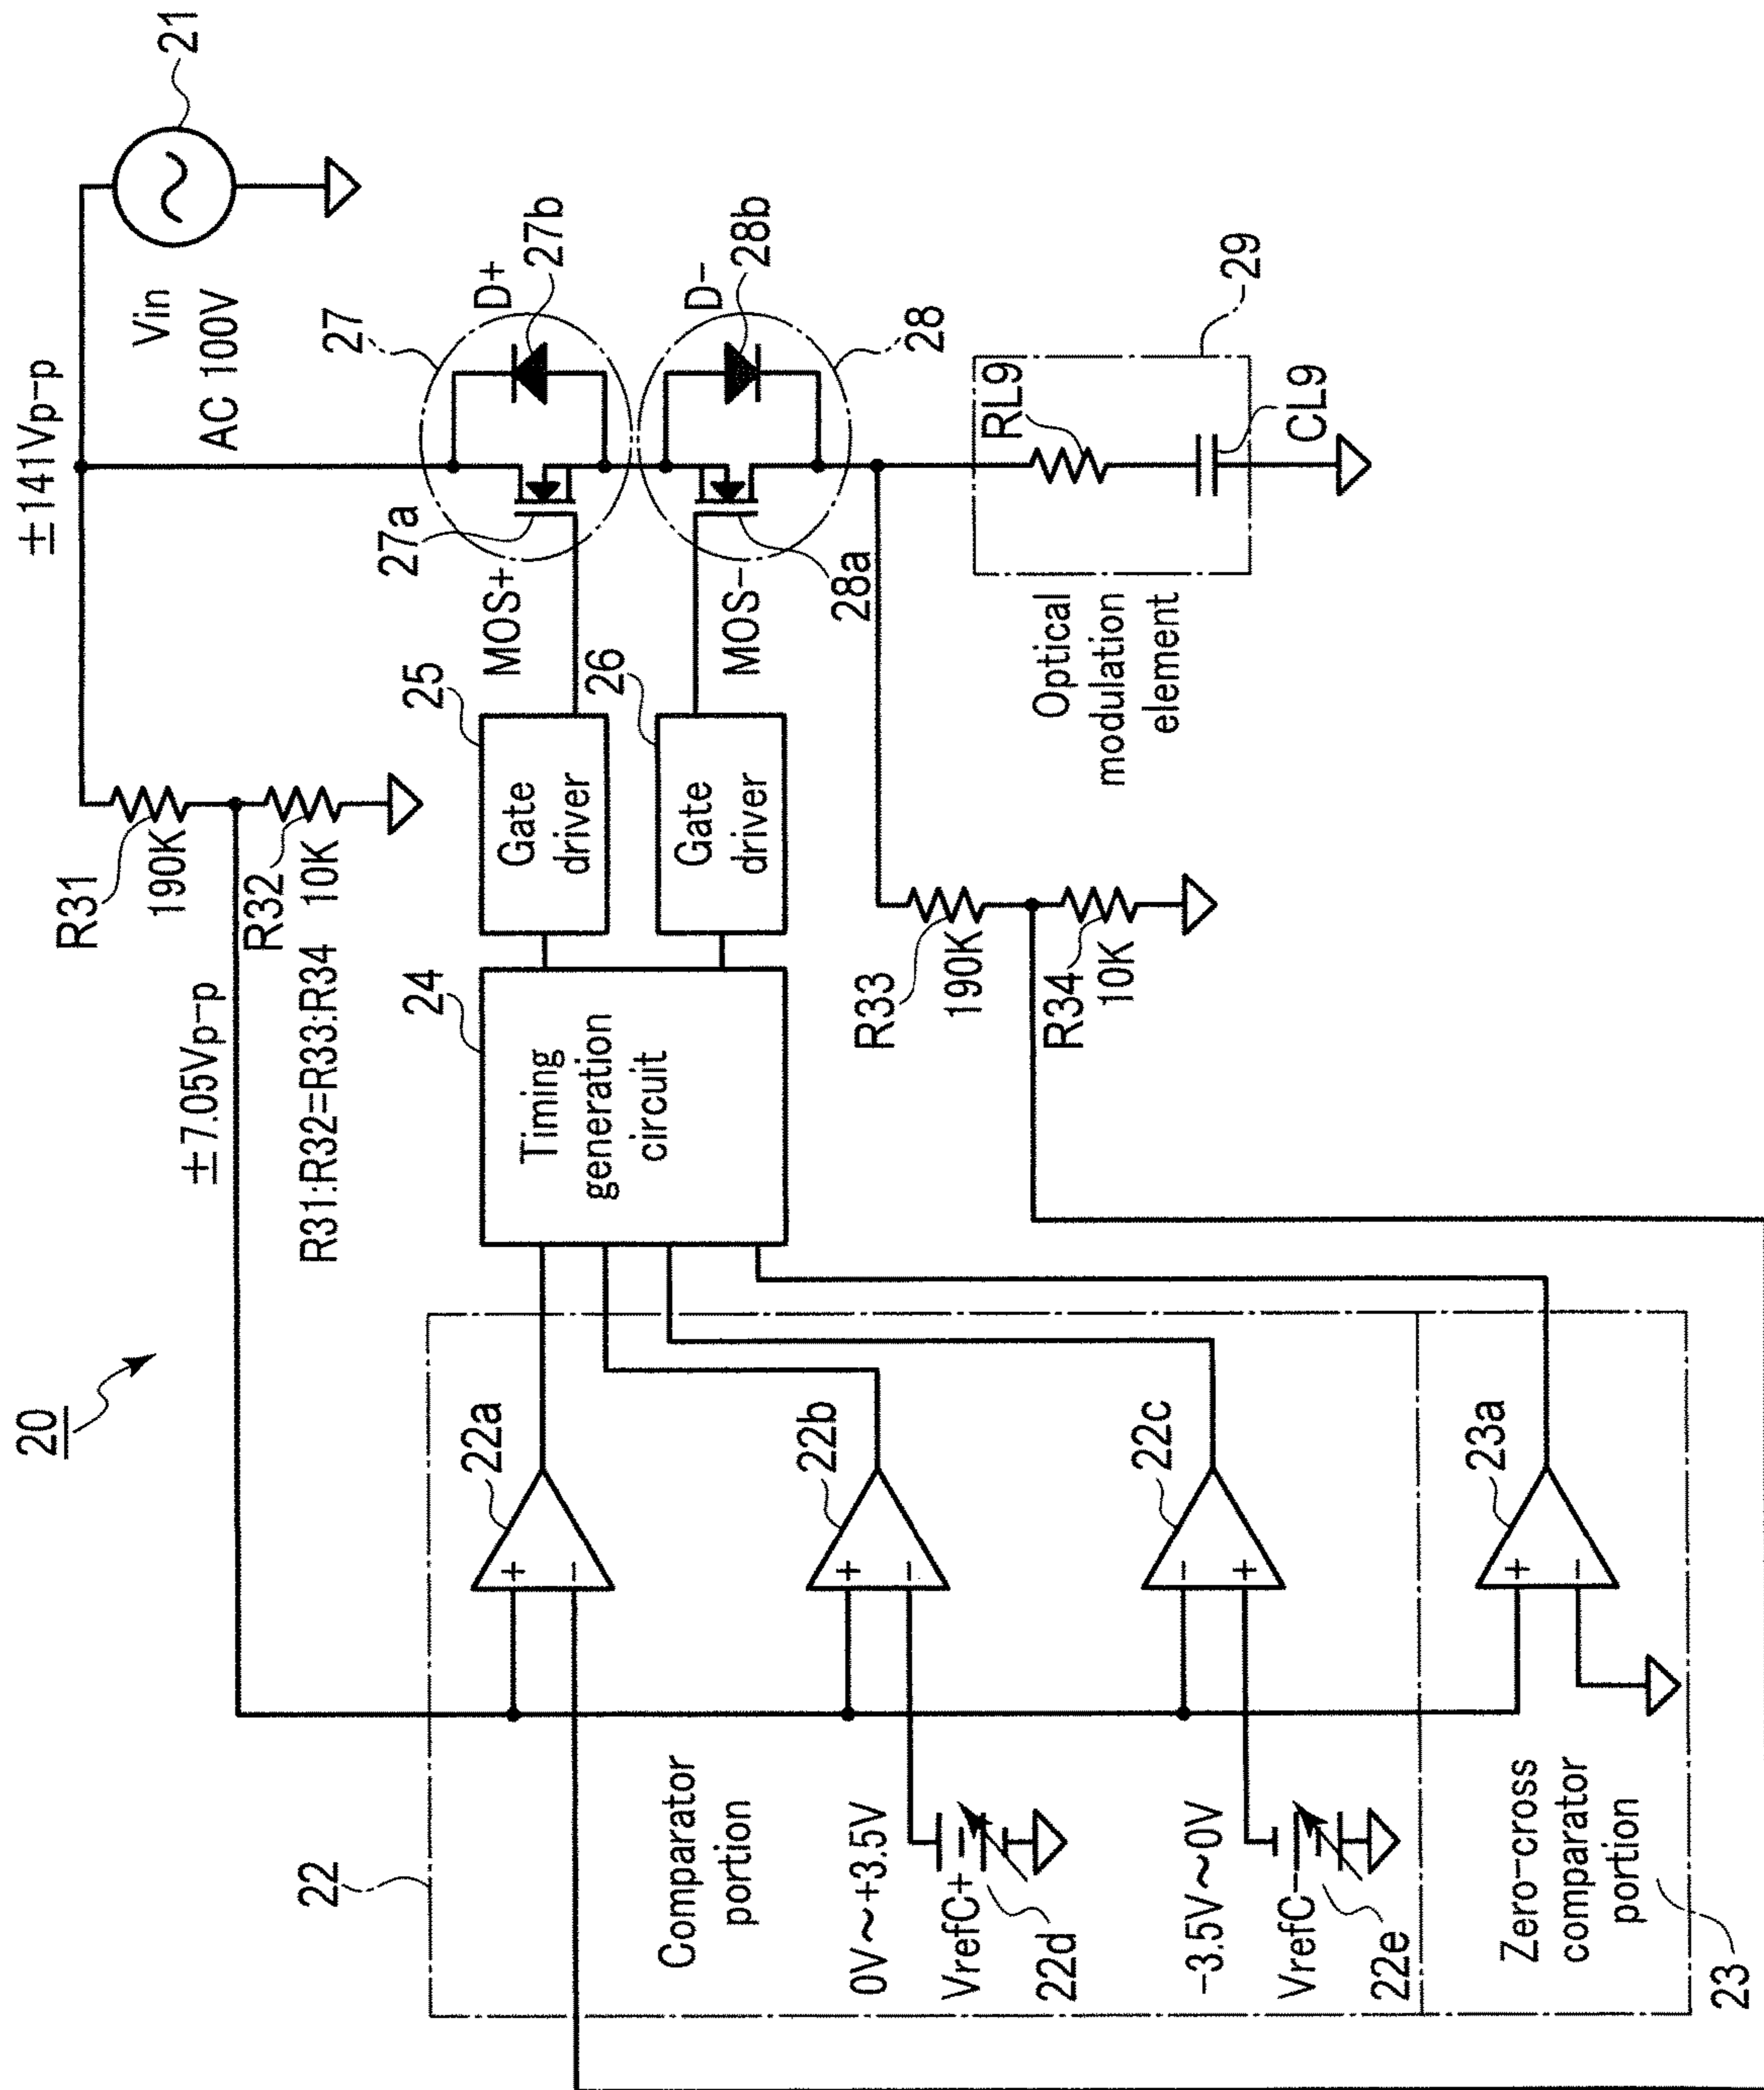 20
±141Vp-p
21
Vin
AC 100V
R31
190K
R32
10K
±7.05Vp-p
R31:R32=R33:R34
27
D+
27b
27a
MOS+
D-
28b
28
28a
MOS-
25
Gate
driver
26
Gate
driver
24
Timing
generation
circuit
29
RL9
CL9
Optical
modulation
element
R33
190K
R34
10K
22
22a
+
-
22b
+
-
22c
-
+
23a
+
-
Comparator
portion
0V~+3.5V
VrefC+
22d
-3.5V~0V
VrefC-
22e
Zero-cross
comparator
portion
23